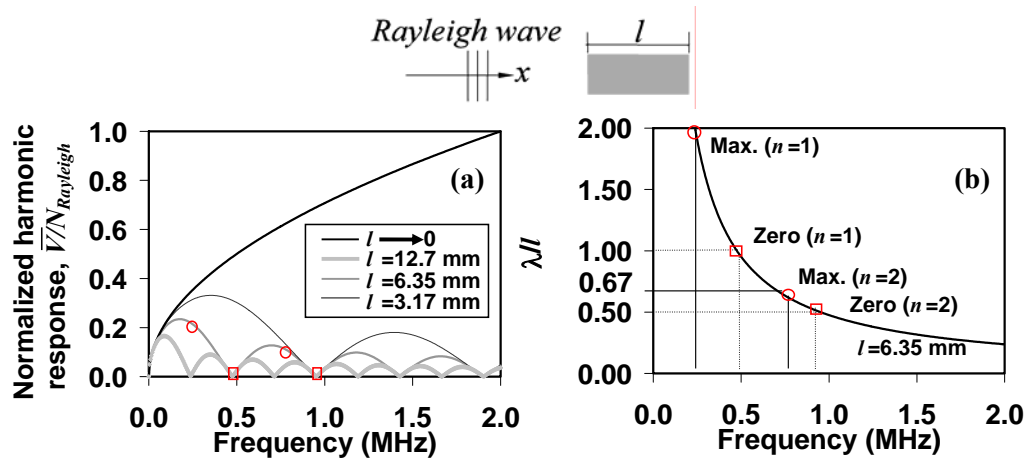 Rayleigh wave
l
x
Normalized harmonic
response, V̅/N_Rayleigh
1.0
0.8
0.6
0.4
0.2
0.0
(a)
l → 0
l =12.7 mm
l =6.35 mm
l =3.17 mm
0.0 0.5 1.0 1.5 2.0
Frequency (MHz)
λ/l
2.00
1.50
1.00
0.67
0.50
0.00
(b)
Max. (n =1)
Zero (n =1)
Max. (n =2)
Zero (n =2)
l =6.35 mm
0.0 0.5 1.0 1.5 2.0
Frequency (MHz)